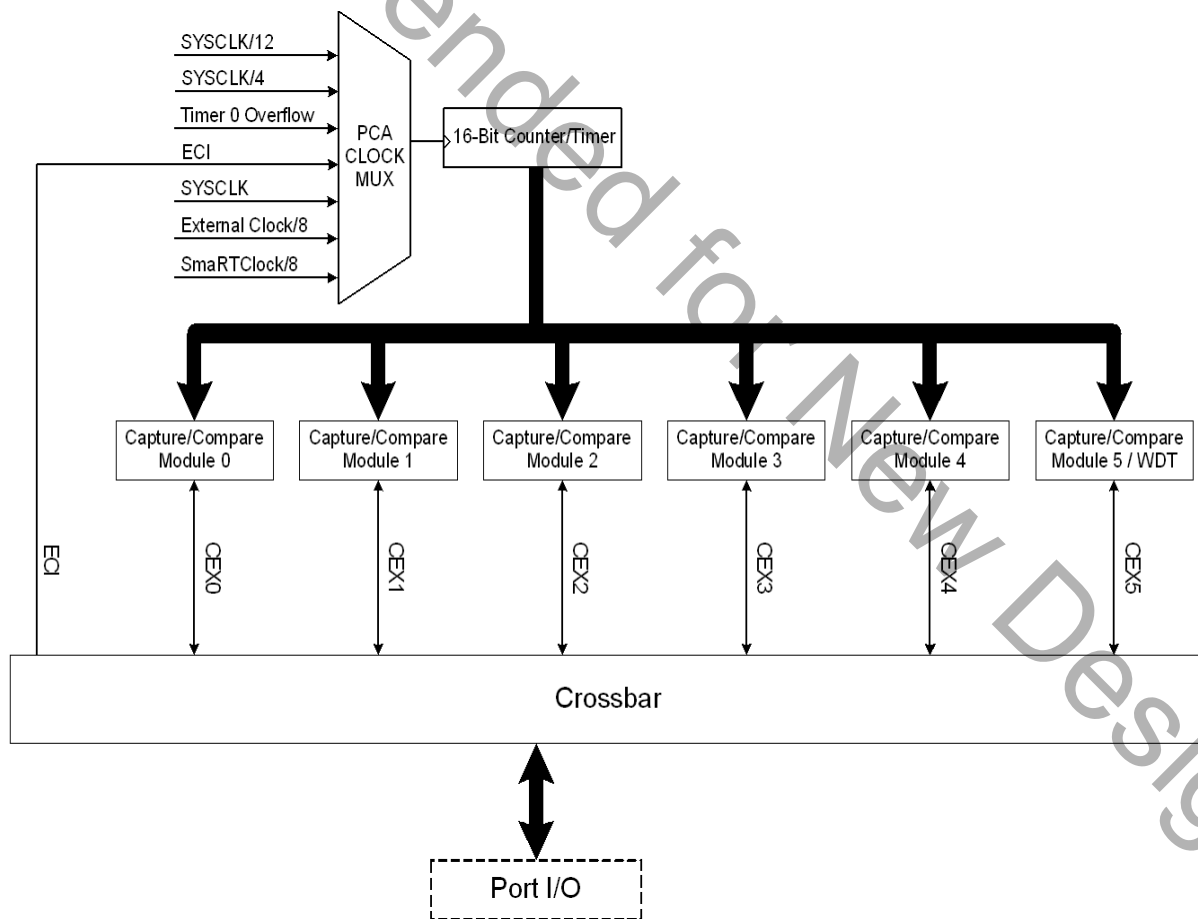 SYSCLK/12
SYSCLK/4
Timer 0 Overflow
ECI
SYSCLK
External Clock/8
SmaRTClock/8
PCA
CLOCK
MUX
16-Bit Counter/Timer
Capture/Compare
Module 0
Capture/Compare
Module 1
Capture/Compare
Module 2
Capture/Compare
Module 3
Capture/Compare
Module 4
Capture/Compare
Module 5 / WDT
ECI
CEX0
CEX1
CEX2
CEX3
CEX4
CEX5
Crossbar
Port I/O
ended for New Desig